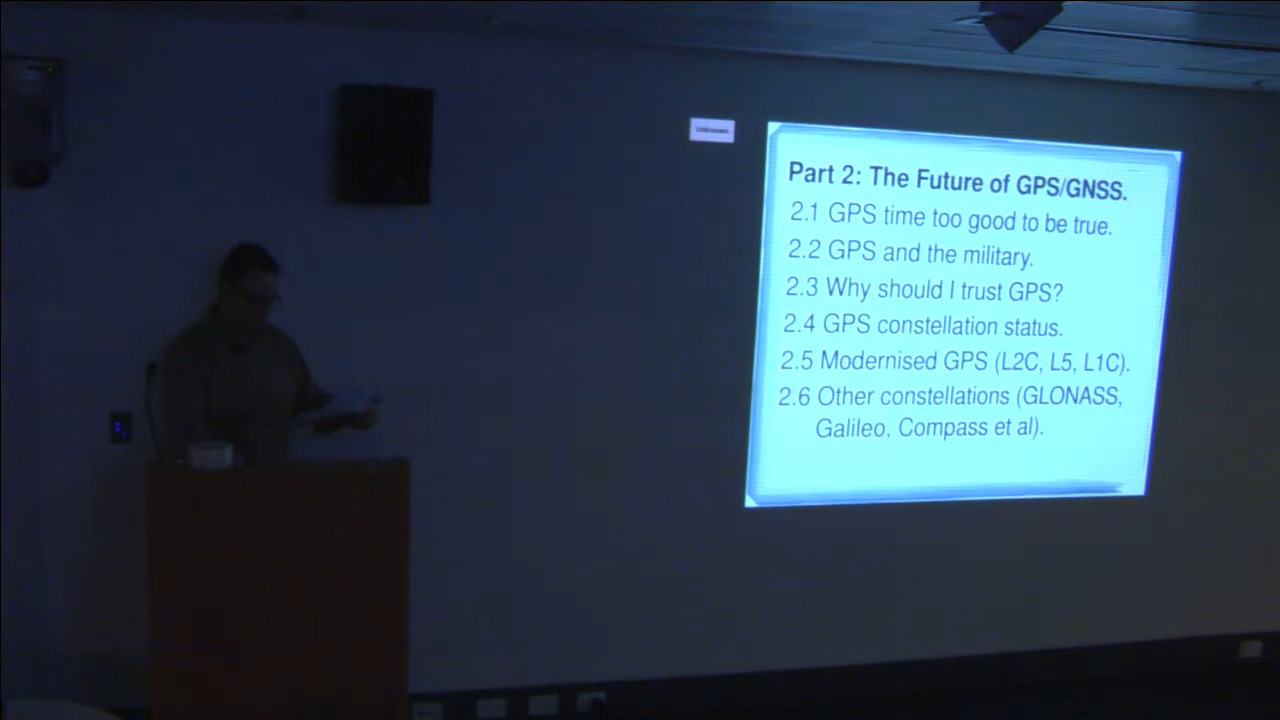 Part 2: The Future of GPS/GNSS.
2.1 GPS time too good to be true.
2.2 GPS and the military.
2.3 Why should I trust GPS?
2.4 GPS constellation status.
2.5 Modernised GPS (L2C, L5, L1C).
2.6 Other constellations (GLONASS,
Galileo, Compass et al).